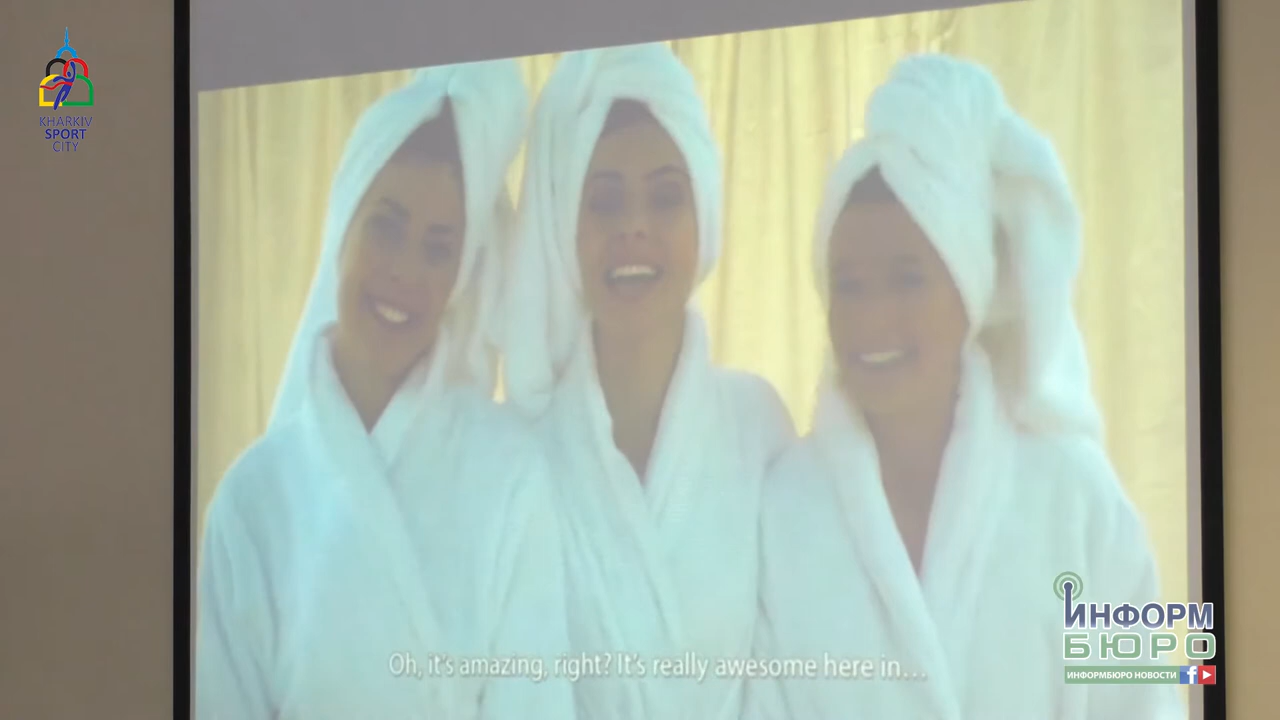 KHARKIV
SPORT
CITY
Oh, it's amazing, right? It's really awesome here in...
ИНФОРМ
БЮРО
ИНФОРМБЮРО НОВОСТИ